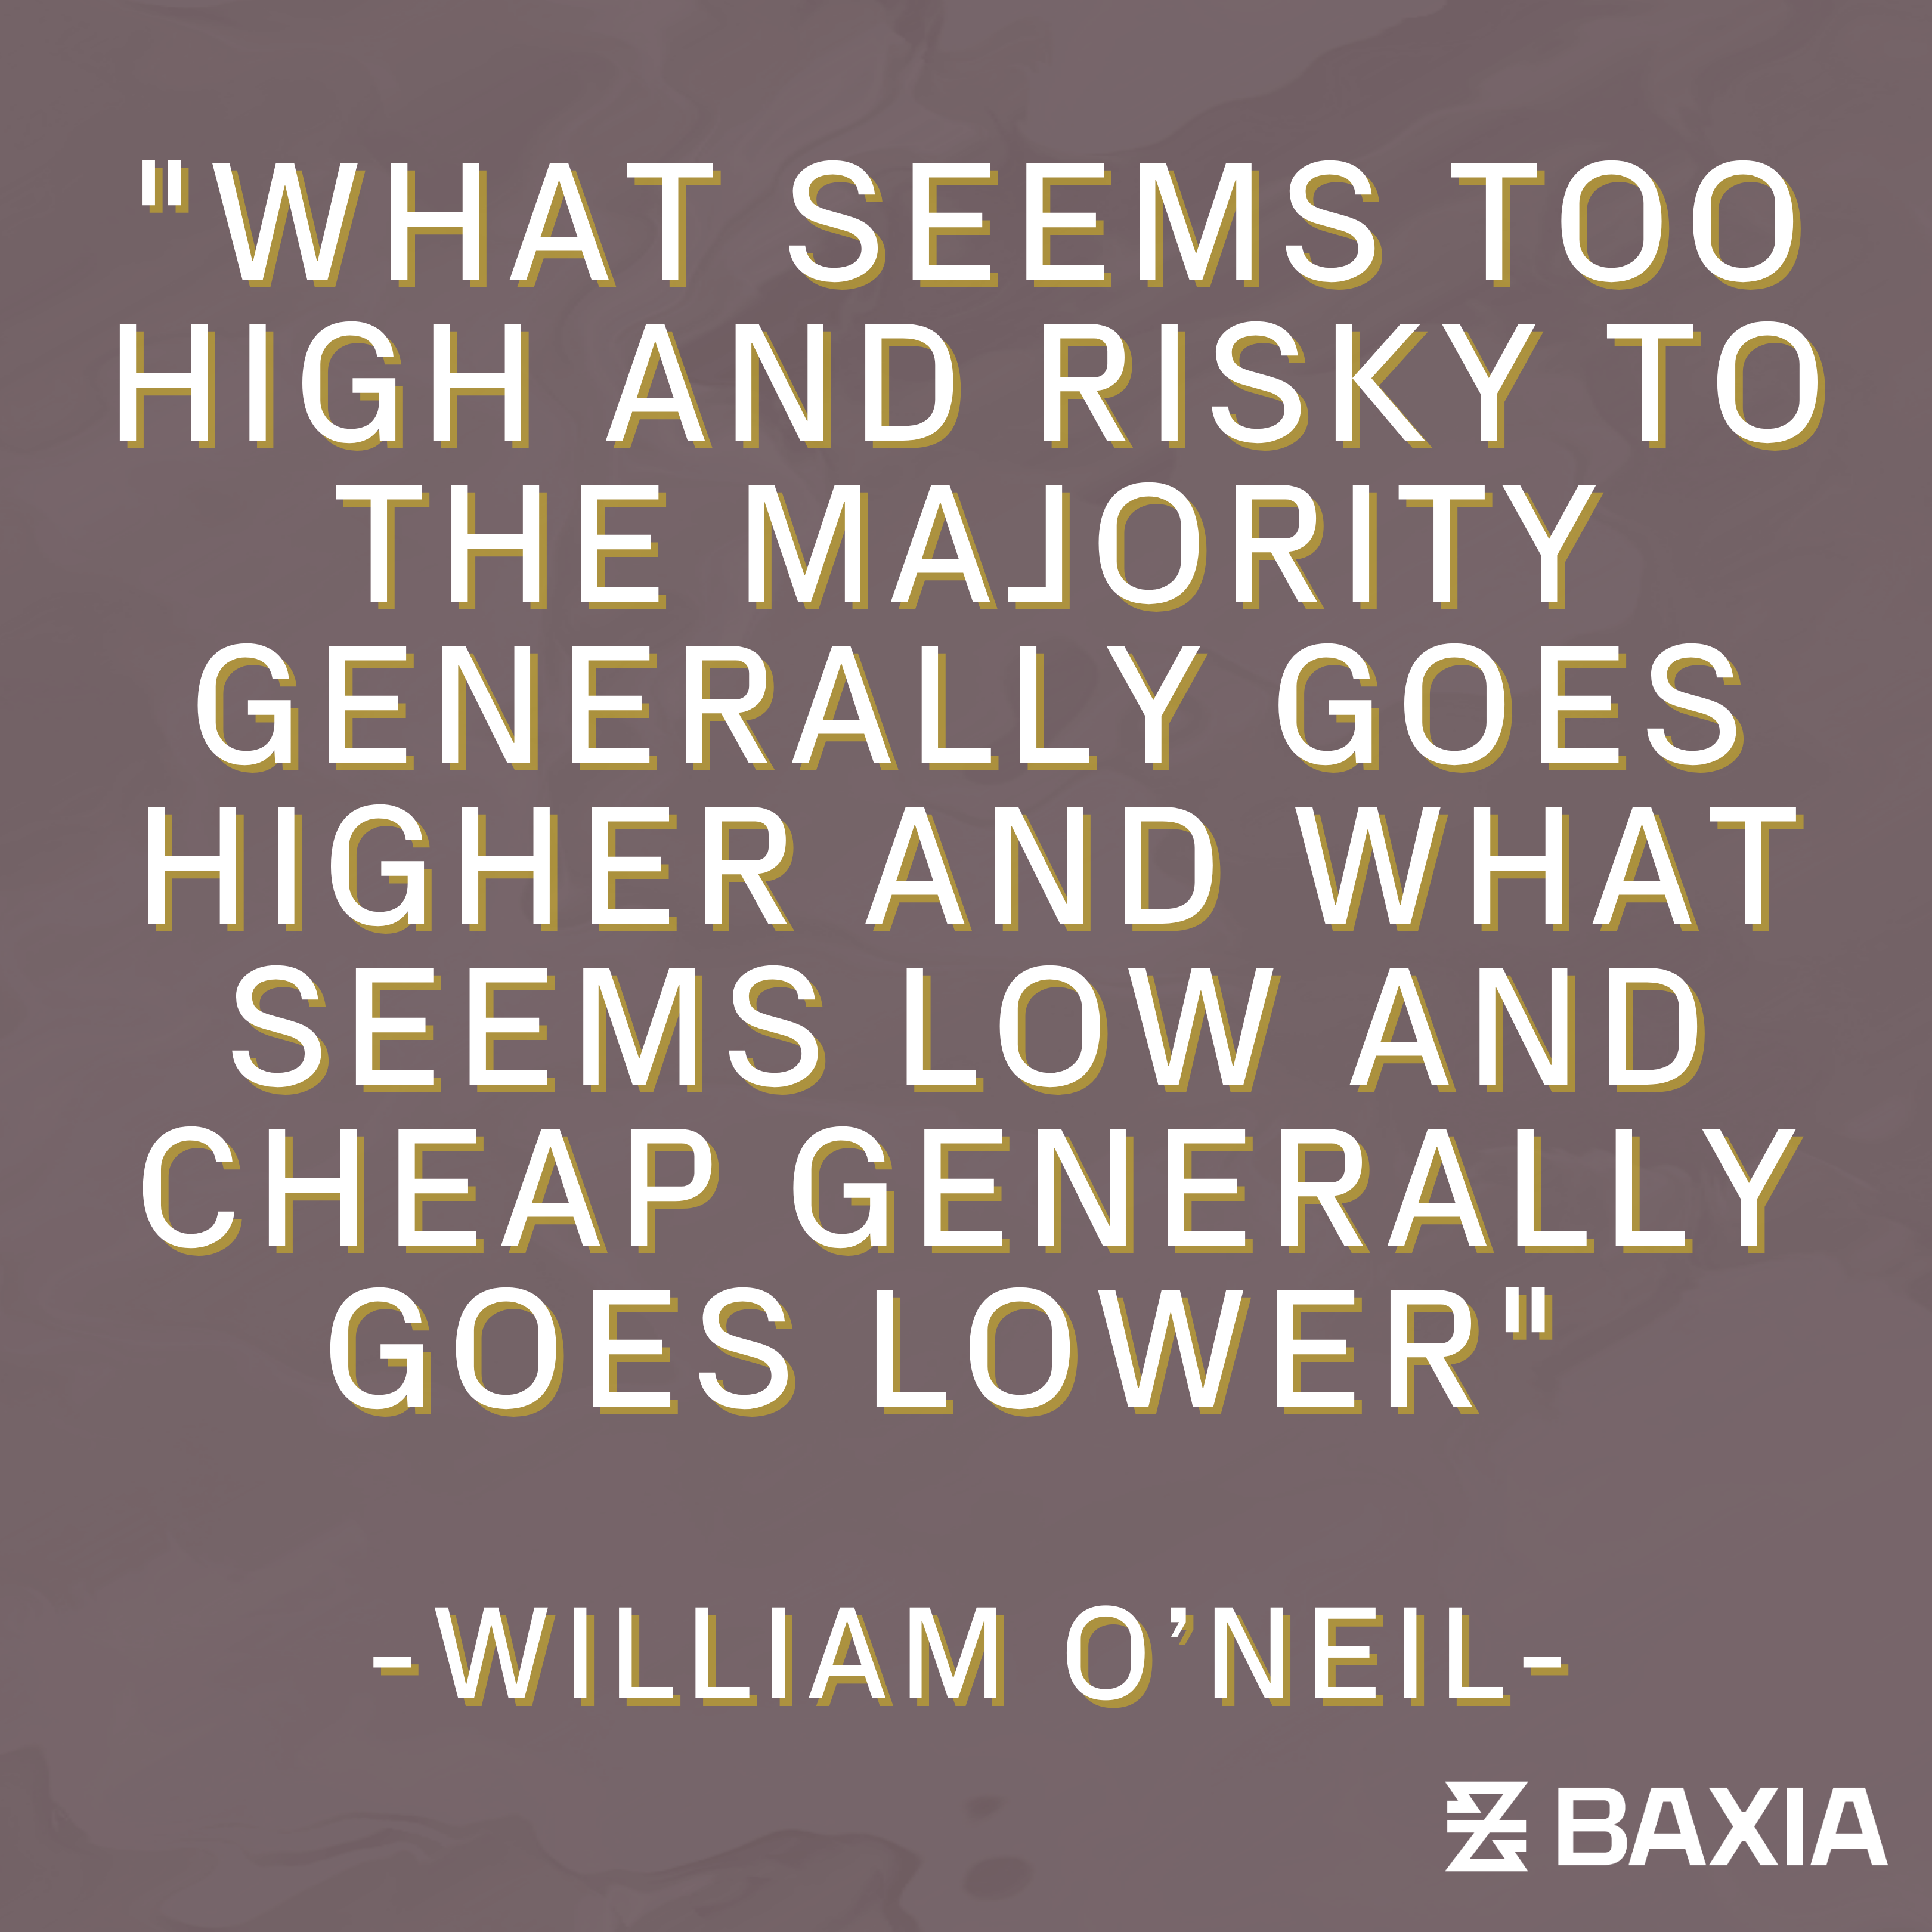 "WHAT SEEMS TOO
HIGH AND RISKY TO
THE MAJORITY
GENERALLY GOES
HIGHER AND WHAT
SEEMS LOW AND
CHEAP GENERALLY
GOES LOWER"
-WILLIAM O’NEIL-
BAXIA